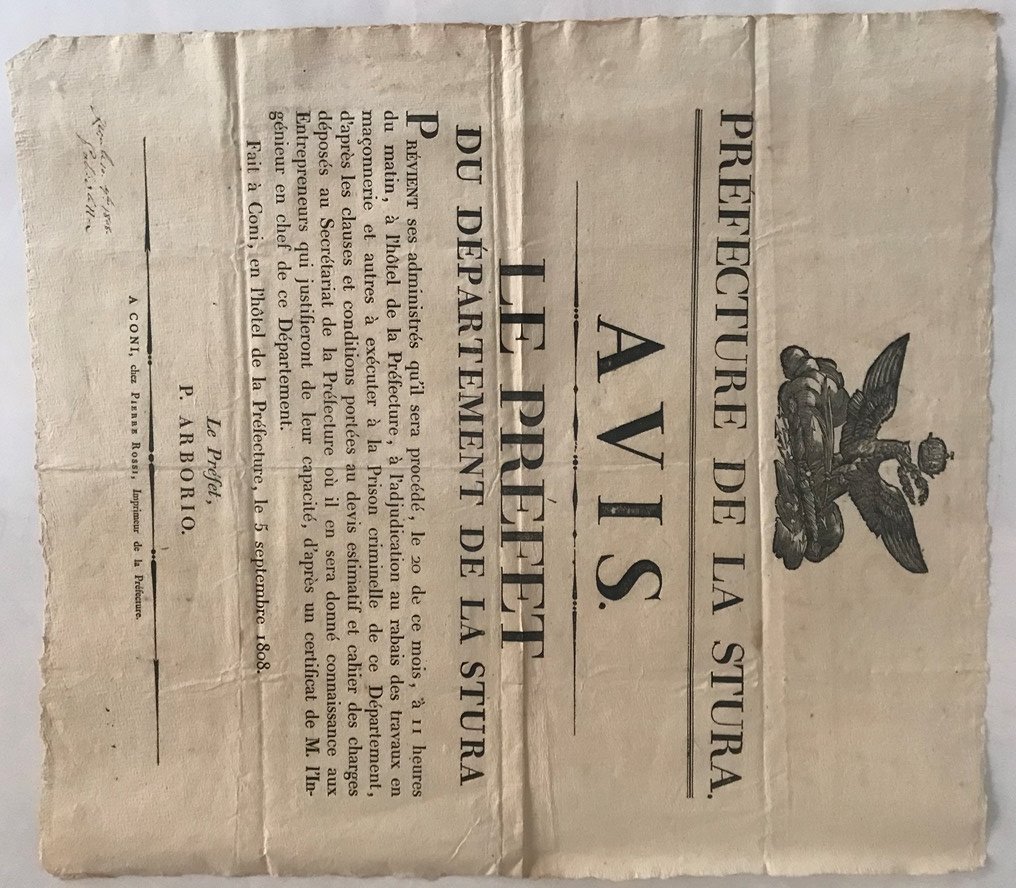 PRÉFECTURE DE LA STURA.
AVIS.
LE PRÉFET
DU DÉPARTEMENT DE LA STURA
PRÉVIENT ses administrés qu'il sera procédé, le 20 de ce mois, à 11 heures
du matin, à l'hôtel de la Préfecture, à l'adjudication au rabais des travaux en
maçonnerie et autres à exécuter à la Prison criminelle de ce Département,
d'après les clauses et conditions portées au devis estimatif et cahier des charges
déposés au Secrétariat de la Préfecture où il en sera donné connaissance aux
Entrepreneurs qui justifieront de leur capacité, d'après un certificat de M. l'In-
génieur en chef de ce Département.
Fait à Coni, en l'hôtel de la Préfecture, le 5 septembre 1808.
Le Préfet,
P. ARBORIO.
A CONI, chez PIERRE ROSSI, Imprimeur de la Préfecture.